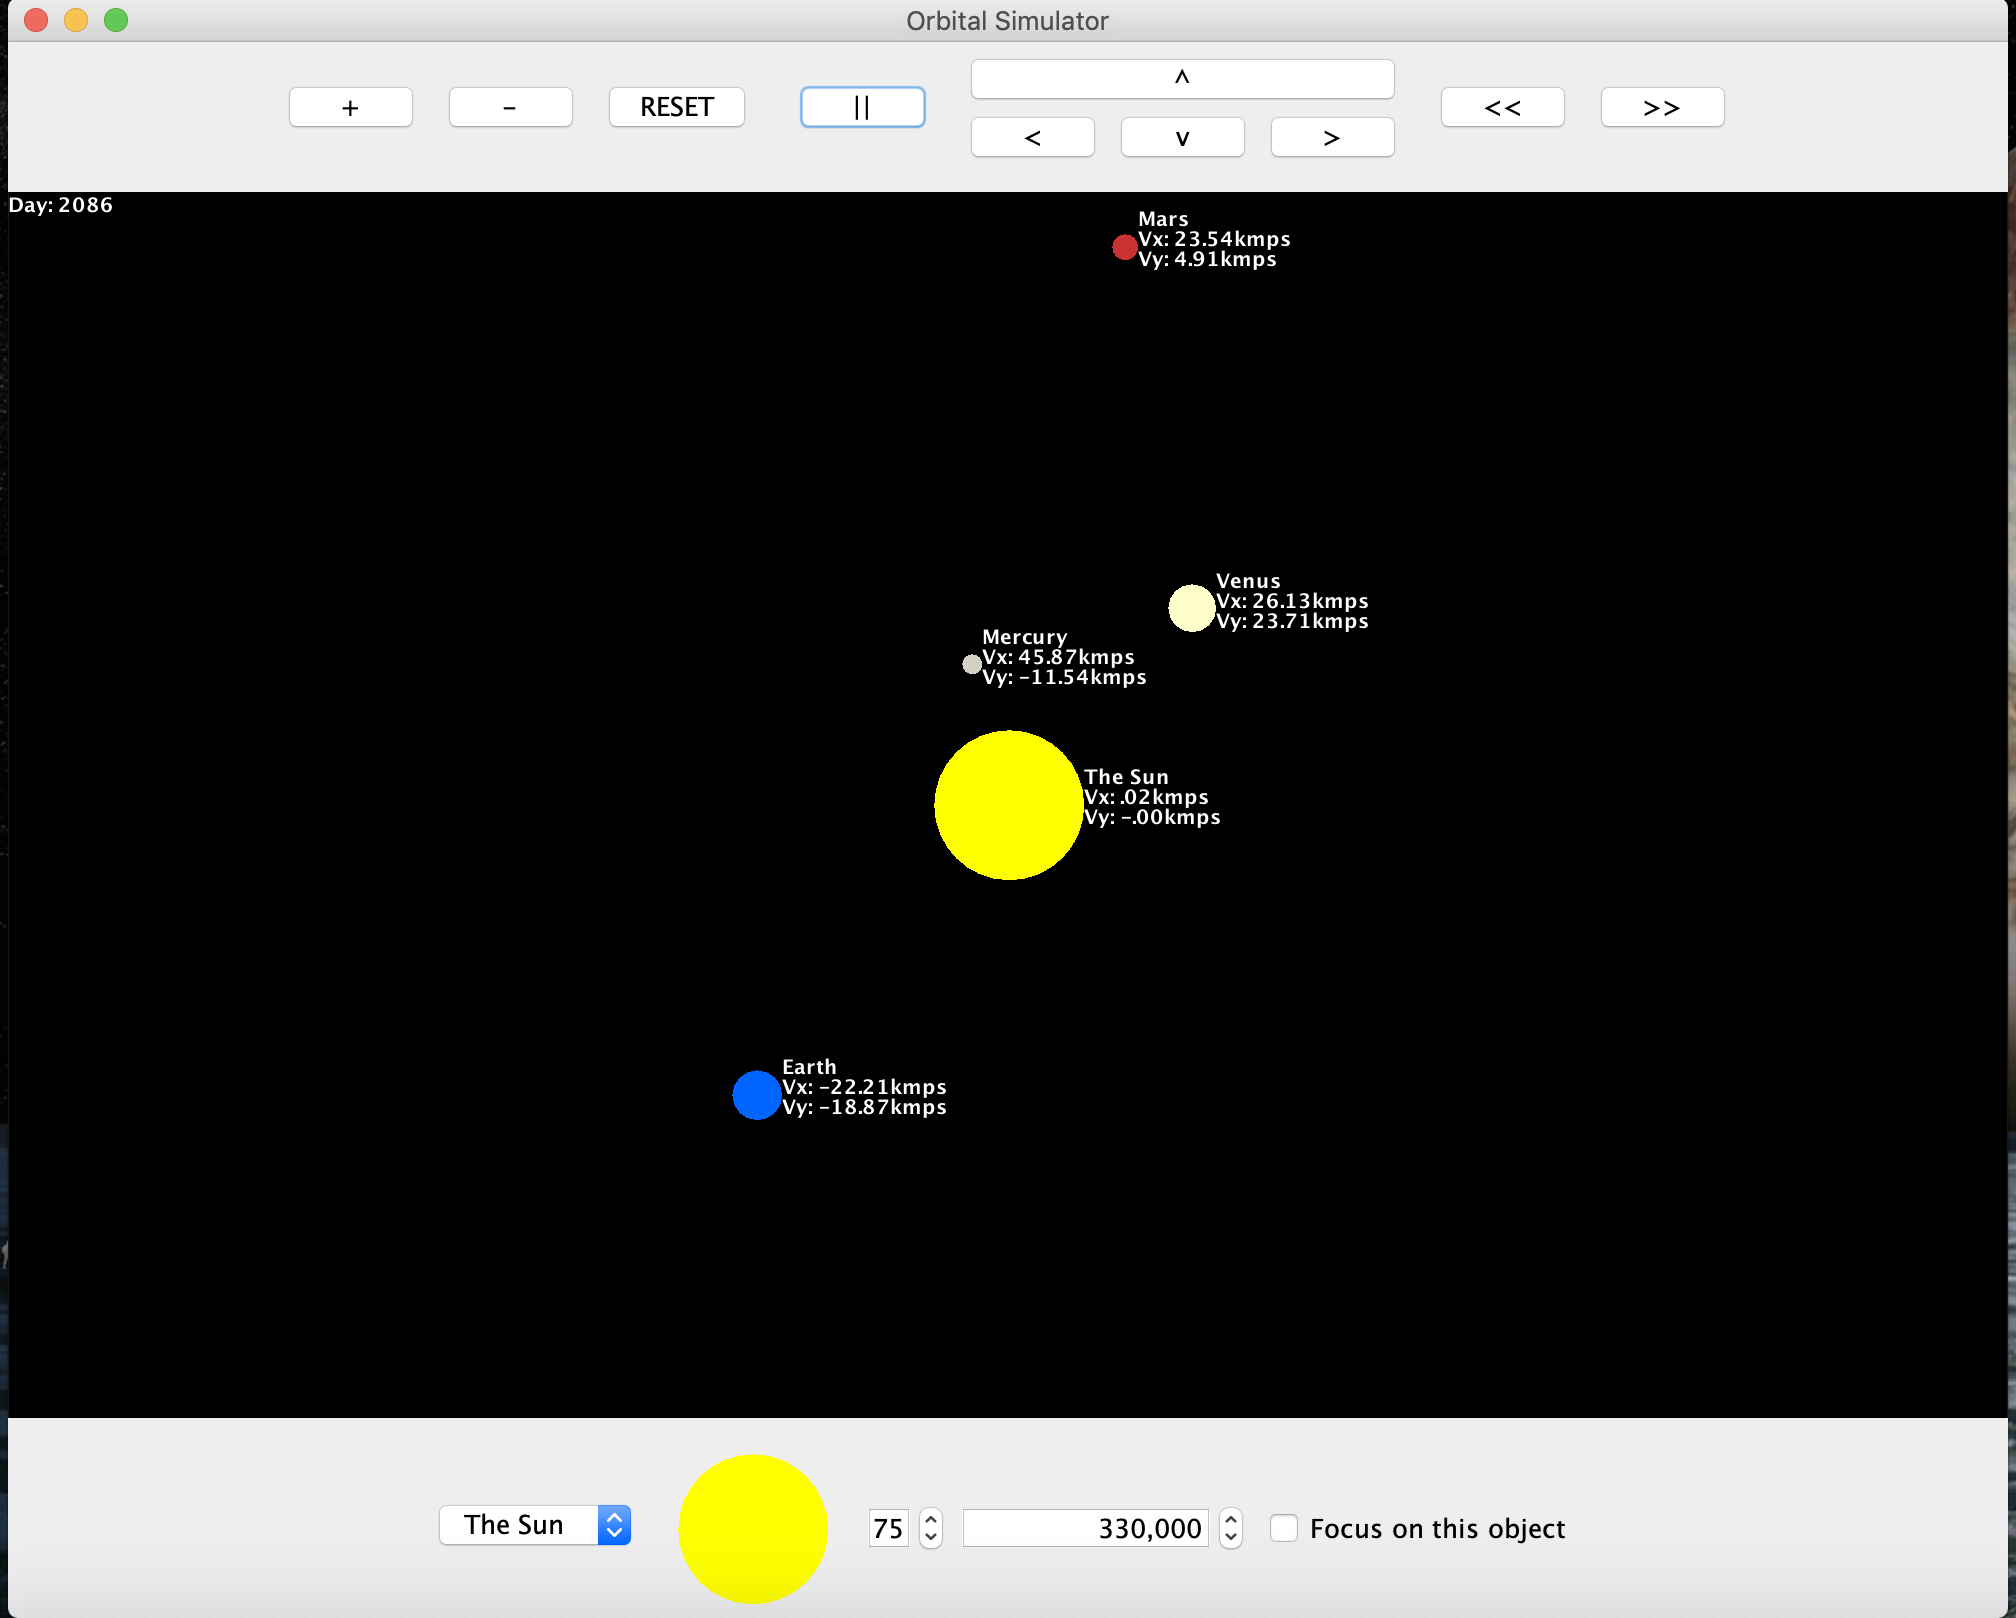 Orbital Simulator
+
-
RESET
||
^
<
v
>
<<
>>
Day: 2086
Mars
Vx: 23.54kmps
Vy: 4.91kmps
Venus
Vx: 26.13kmps
Vy: 23.71kmps
Mercury
Vx: 45.87kmps
Vy: -11.54kmps
The Sun
Vx: .02kmps
Vy: -.00kmps
Earth
Vx: -22.21kmps
Vy: -18.87kmps
The Sun
75
330,000
Focus on this object